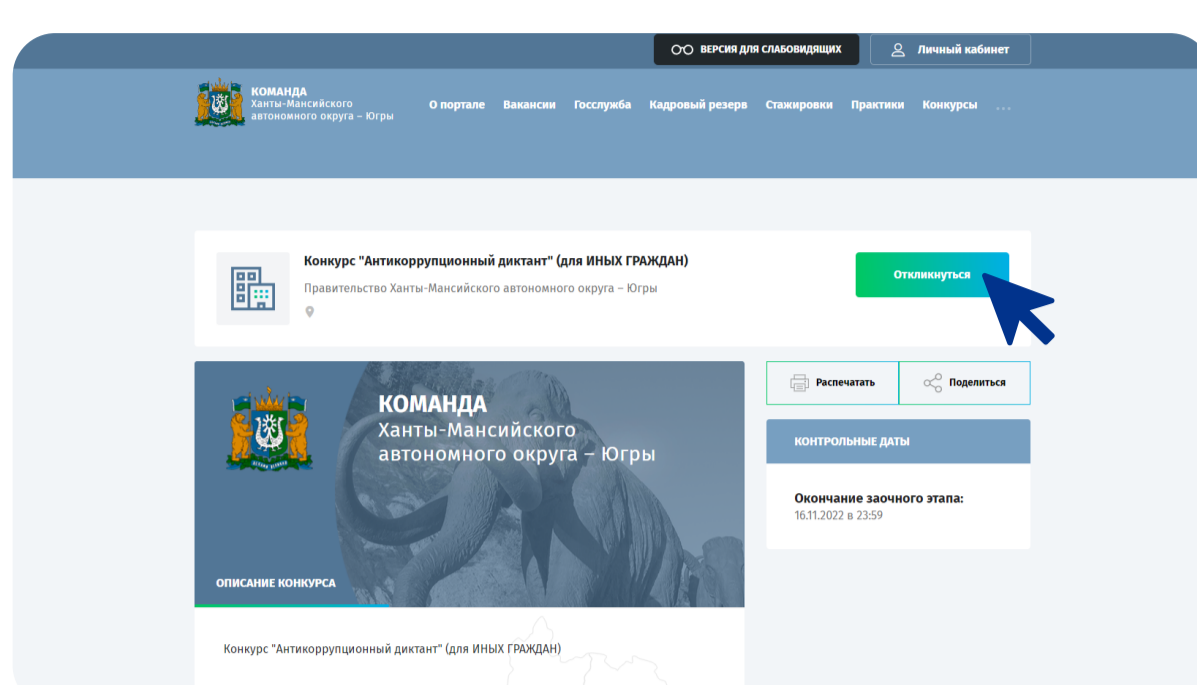 ВЕРСИЯ ДЛЯ СЛАБОВИДЯЩИХ
Личный кабинет
КОМАНДА
Ханты-Мансийского
автономного округа – Югры
О портале Вакансии Госслужба Кадровый резерв Стажировки Практики Конкурсы ...
Конкурс "Антикоррупционный диктант" (для ИНЫХ ГРАЖДАН)
Правительство Ханты-Мансийского автономного округа – Югры
Откликнуться
КОМАНДА
Ханты-Мансийского
автономного округа – Югры
ОПИСАНИЕ КОНКУРСА
Конкурс "Антикоррупционный диктант" (для ИНЫХ ГРАЖДАН)
Распечатать
Поделиться
КОНТРОЛЬНЫЕ ДАТЫ
Окончание заочного этапа:
16.11.2022 в 23:59